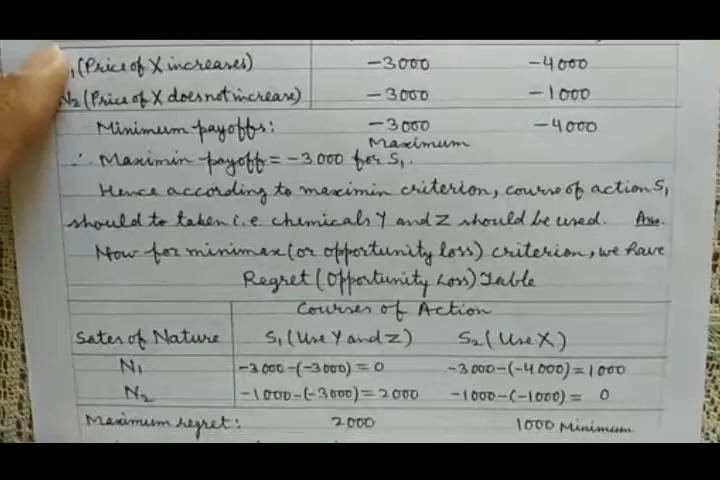 1 (Price of X increases) -3000 -4000
N2 (Price of X does not increase) -3000 -1000
Minimum payoffs: -3000 -4000
Maximum
∴ Maximin payoff = -3000 for S1.
Hence according to maximin criterion, course of action S1
should to taken i.e. chemicals Y and Z should be used. Ans.
Now for minimax (or opportunity loss) criterion, we have
Regret (Opportunity Loss) Table
Courses of Action
Sates of Nature S1 (Use Y and Z) S2 (Use X)
N1 -3000-(-3000) = 0 -3000-(-4000) = 1000
N2 -1000-(-3000) = 2000 -1000-(-1000) = 0
Maximum regret: 2000 1000 Minimum